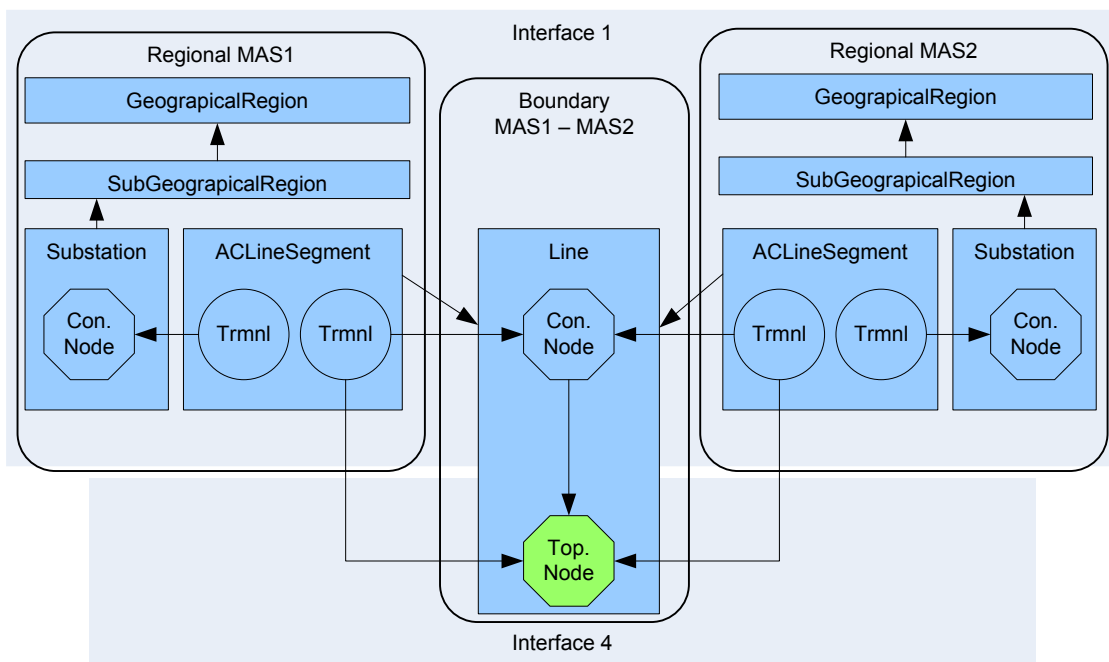 Interface 1
Regional MAS1
GeograpicalRegion
SubGeograpicalRegion
Substation
Con.
Node
ACLineSegment
Trmnl
Trmnl
Boundary
MAS1 – MAS2
Line
Con.
Node
Top.
Node
Regional MAS2
GeograpicalRegion
SubGeograpicalRegion
ACLineSegment
Trmnl
Trmnl
Substation
Con.
Node
Interface 4